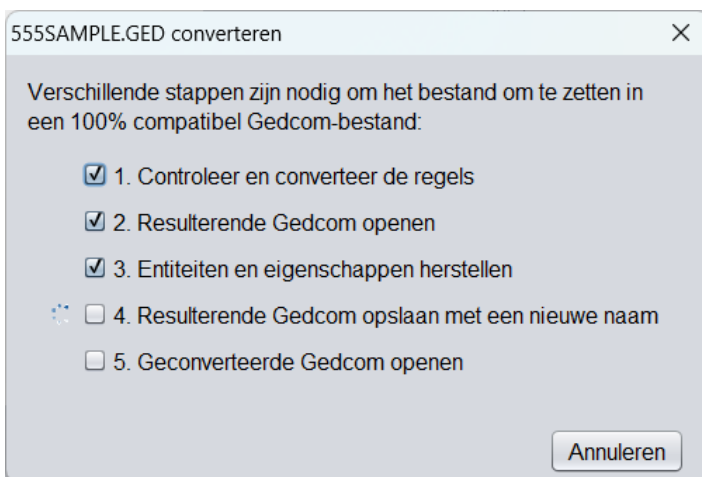 555SAMPLE.GED converteren
Verschillende stappen zijn nodig om het bestand om te zetten in
een 100% compatibel Gedcom-bestand:
1. Controleer en converteer de regels
2. Resulterende Gedcom openen
3. Entiteiten en eigenschappen herstellen
4. Resulterende Gedcom opslaan met een nieuwe naam
5. Geconverteerde Gedcom openen
Annuleren